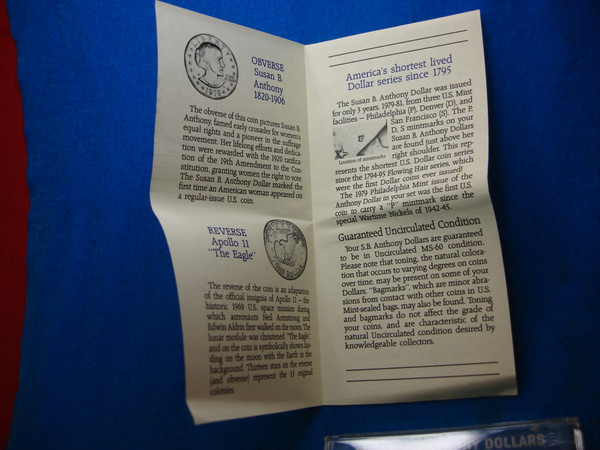 LIBERTY
1979
OBVERSE
Susan B.
Anthony
1820-1906
The obverse of this coin pictures Susan B.
Anthony, famed early crusader for women's
equal rights and a pioneer in the suffrage
movement. Her lifelong efforts and dedica-
tion were rewarded with the 1920 ratifica-
tion of the 19th Amendment to the Con-
stitution, granting women the right to vote.
The Susan B. Anthony Dollar marked the
first time an American woman appeared on
a regular-issue U.S. coin.
REVERSE
Apollo 11
"The Eagle"
The reverse of the coin is an adaptation
of the official insignia of Apollo 11 — the
historic 1969 U.S. space mission during
which astronauts Neil Armstrong and
Edwin Aldrin first walked on the moon. The
lunar module was christened "The Eagle",
and on the coin is symbolically shown lan-
ding on the moon with the Earth in the
background. Thirteen stars on the reverse
(and obverse) represent the 13 original
colonies.
America's shortest lived
Dollar series since 1795
The Susan B. Anthony Dollar was issued
for only 3 years, 1979-81, from three U.S. Mint
facilities — Philadelphia (P), Denver (D), and
San Francisco (S). The P,
D, S mintmarks on your
Susan B. Anthony Dollars
are found just above her
right shoulder. This rep-
Location of mintmarks
resents the shortest U.S. Dollar coin series
since the 1794-95 Flowing Hair series, which
were the first Dollar coins ever issued!
The 1979 Philadelphia Mint issue of the
Anthony Dollar in your set was the first U.S.
coin to carry a "P" mintmark since the
special Wartime Nickels of 1942-45.
Guaranteed Uncirculated Condition
Your S.B. Anthony Dollars are guaranteed
to be in Uncirculated MS-60 condition.
Please note that toning, the natural colora-
tion that occurs to varying degrees on coins
over time, may be present on some of your
Dollars. "Bagmarks", which are minor abra-
sions from contact with other coins in U.S.
Mint-sealed bags, may also be found. Toning
and bagmarks do not affect the grade of
your coins, and are characteristic of the
natural Uncirculated condition desired by
knowledgeable collectors.
DOLLARS